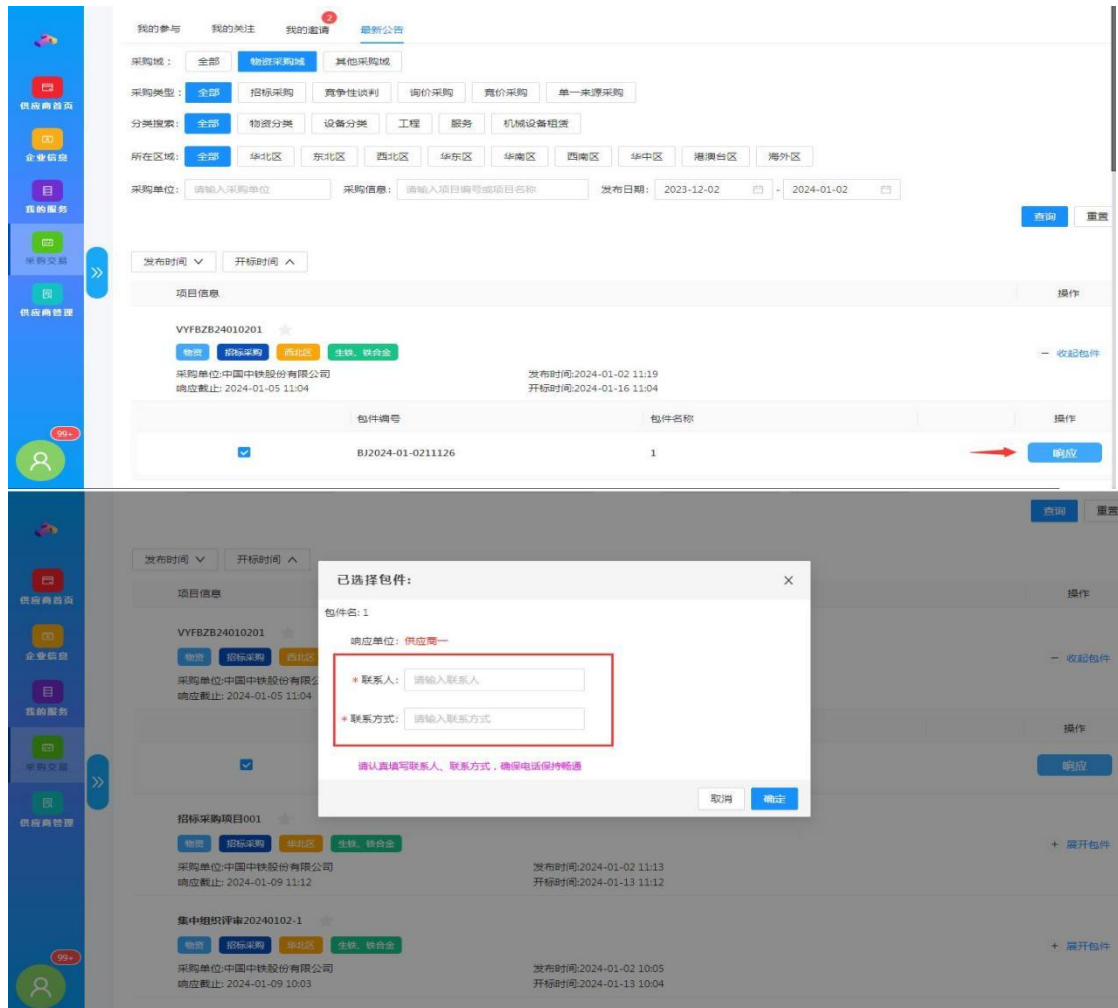 我的参与 我的关注 我的邀请 2 最新公告
采购域： 全部 物资采购域 其他采购域
采购类型： 全部 招标采购 竞争性谈判 询价采购 竞价采购 单一来源采购
分类搜索： 全部 物资分类 设备分类 工程 服务 机械设备租赁
所在区域： 全部 华北区 东北区 西北区 华东区 华南区 西南区 华中区 港澳台区 海外区
采购单位： 请输入采购单位 采购信息： 请输入项目编号或项目名称 发布日期： 2023-12-02 - 2024-01-02
查询 重置
供应商首页
企业信息
我的服务
采购交易
供应商管理
99+
发布时间 开标时间
项目信息 操作
VYFBZB24010201
物资 招标采购 西北区 生铁、铁合金
收起包件
采购单位:中国中铁股份有限公司 发布时间:2024-01-02 11:19
响应截止: 2024-01-05 11:04 开标时间:2024-01-16 11:04
包件编号 包件名称 操作
BJ2024-01-0211126 1 响应
查询 重置
供应商首页
企业信息
我的服务
采购交易
供应商管理
99+
发布时间 开标时间
项目信息 操作
VYFBZB24010201
物资 招标采购 西北区
收起包件
采购单位:中国中铁股份有限公
响应截止: 2024-01-05 11:04
操作
响应
已选择包件：
包件名: 1
响应单位：供应商一
* 联系人： 请输入联系人
* 联系方式： 请输入联系方式
请认真填写联系人、联系方式，确保电话保持畅通
取消 确定
招标采购项目001
物资 招标采购 华北区 生铁、铁合金
+ 展开包件
采购单位:中国中铁股份有限公司 发布时间:2024-01-02 11:13
响应截止: 2024-01-09 11:12 开标时间:2024-01-13 11:12
集中组织评审20240102-1
物资 招标采购 华北区 生铁、铁合金
+ 展开包件
采购单位:中国中铁股份有限公司 发布时间:2024-01-02 10:05
响应截止: 2024-01-09 10:03 开标时间:2024-01-13 10:04